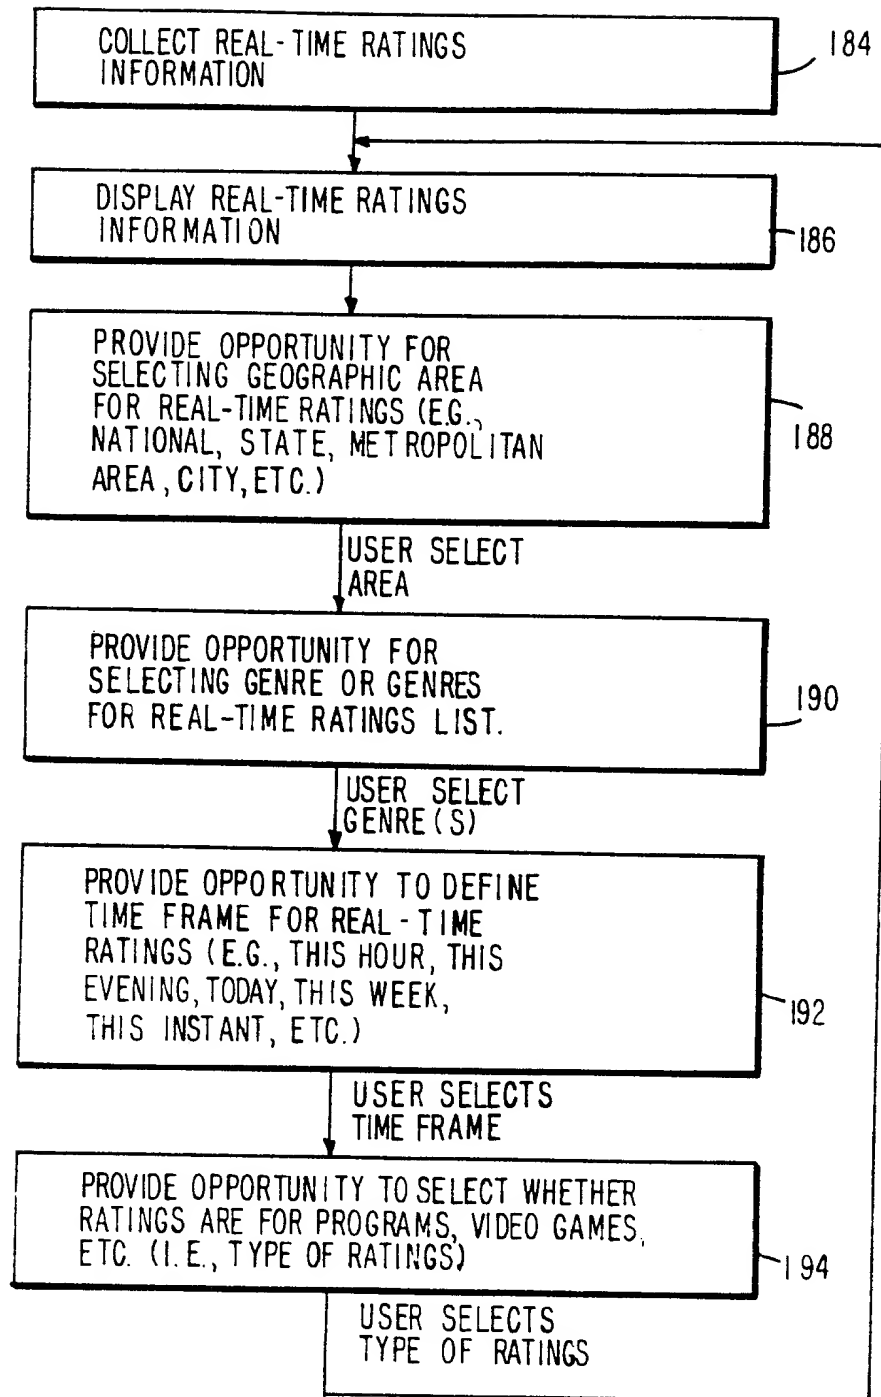 COLLECT REAL-TIME RATINGS
INFORMATION
184
DISPLAY REAL-TIME RATINGS
INFORMATION
186
PROVIDE OPPORTUNITY FOR
SELECTING GEOGRAPHIC AREA
FOR REAL-TIME RATINGS (E.G.,
NATIONAL, STATE, METROPOLITAN
AREA, CITY, ETC.)
188
USER SELECT
AREA
PROVIDE OPPORTUNITY FOR
SELECTING GENRE OR GENRES
FOR REAL-TIME RATINGS LIST.
190
USER SELECT
GENRE(S)
PROVIDE OPPORTUNITY TO DEFINE
TIME FRAME FOR REAL-TIME
RATINGS (E.G., THIS HOUR, THIS
EVENING, TODAY, THIS WEEK,
THIS INSTANT, ETC.)
192
USER SELECTS
TIME FRAME
PROVIDE OPPORTUNITY TO SELECT WHETHER
RATINGS ARE FOR PROGRAMS, VIDEO GAMES,
ETC. (I.E., TYPE OF RATINGS)
194
USER SELECTS
TYPE OF RATINGS